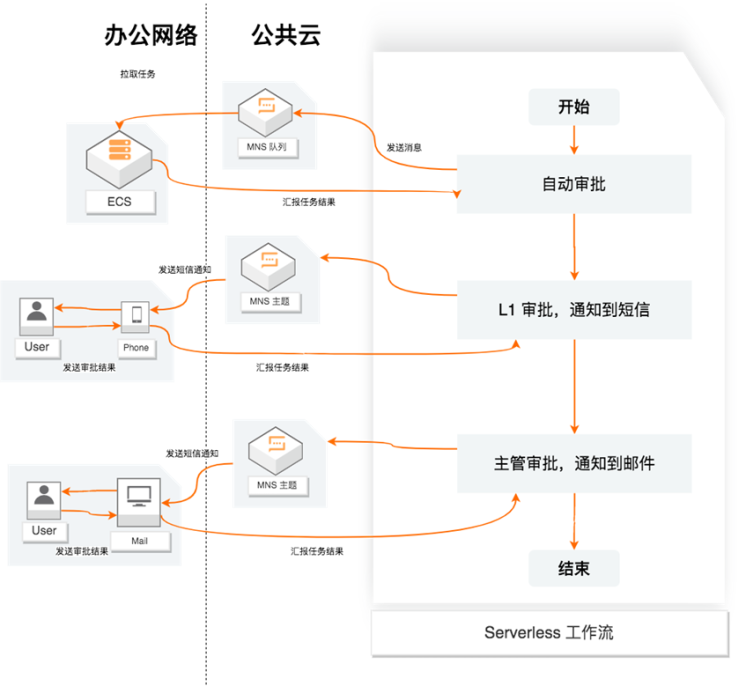 办公网络
公共云
拉取任务
开始
MNS 队列
发送消息
自动审批
ECS
汇报任务结果
发送短信通知
MNS 主题
L1 审批，通知到短信
User
Phone
发送审批结果
汇报任务结果
发送短信通知
MNS 主题
主管审批，通知到邮件
User
Mail
发送审批结果
汇报任务结果
结束
Serverless 工作流